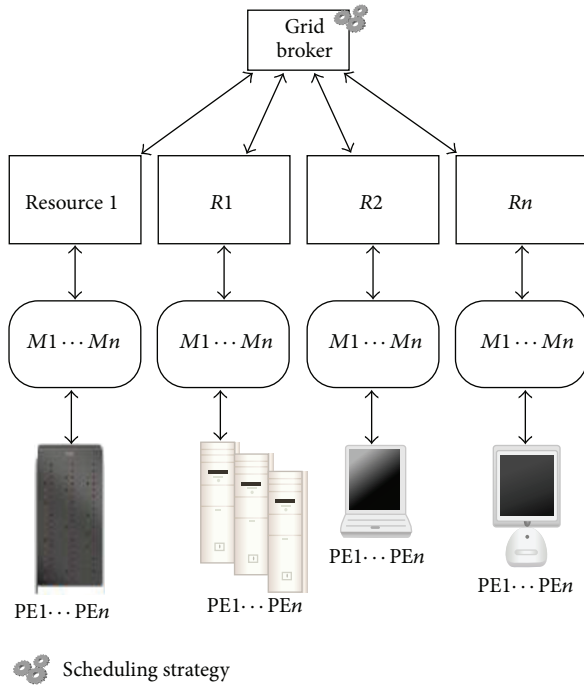 Grid
broker
Resource 1
R1
R2
Rn
M1 ··· Mn
M1 ··· Mn
M1 ··· Mn
M1 ··· Mn
PE1 ··· PEn
PE1 ··· PEn
PE1 ··· PEn
PE1 ··· PEn
Scheduling strategy